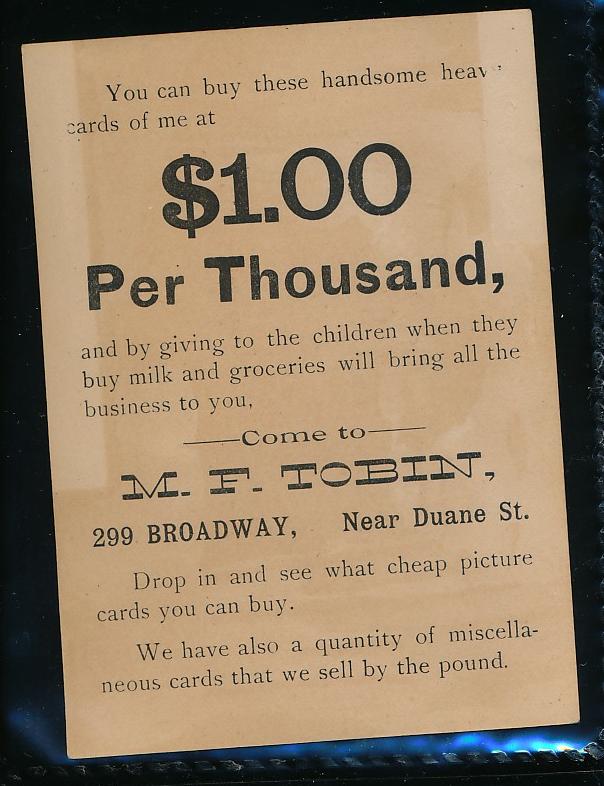 You can buy these handsome heavy
cards of me at
$1.00
Per Thousand,
and by giving to the children when they
buy milk and groceries will bring all the
business to you,
Come to
M. F. TOBIN,
299 BROADWAY, Near Duane St.
Drop in and see what cheap picture
cards you can buy.
We have also a quantity of miscella-
neous cards that we sell by the pound.